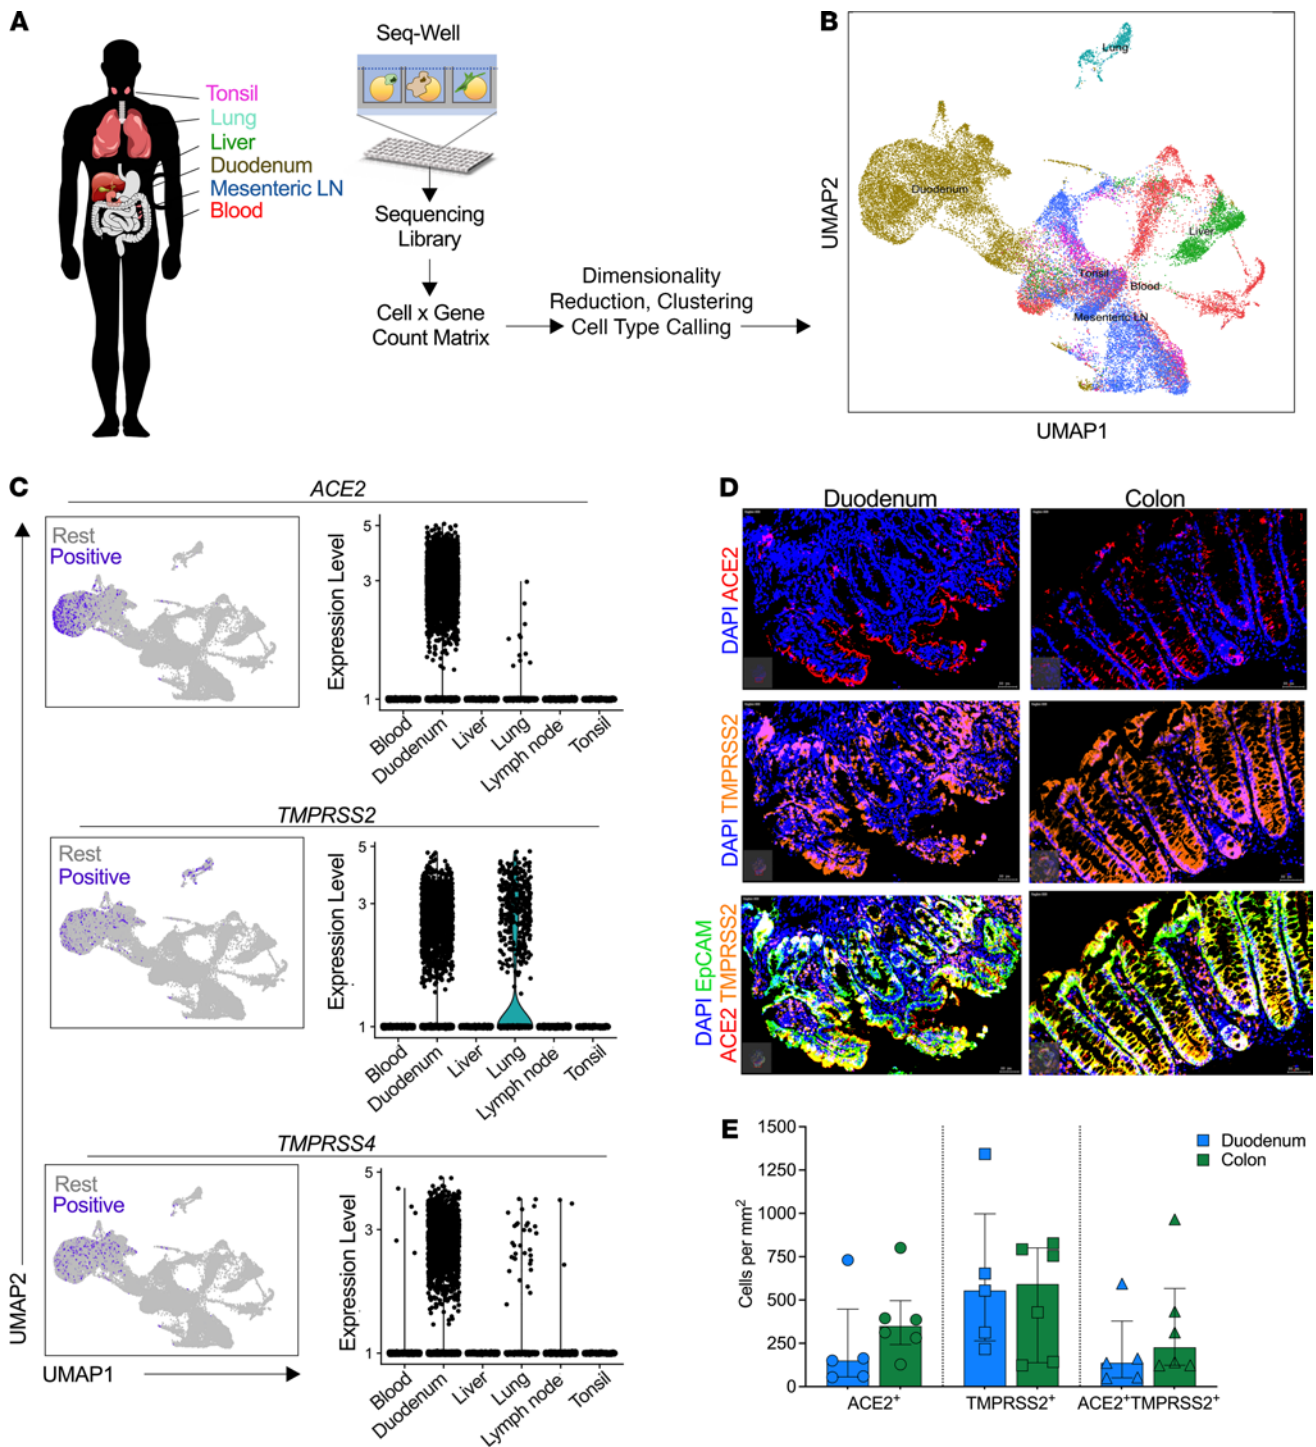 A
Seq-Well
Tonsil
Lung
Liver
Duodenum
Mesenteric LN
Blood
Sequencing
Library
Cell x Gene
Count Matrix
Dimensionality
Reduction, Clustering
Cell Type Calling
B
UMAP2
Lung
Duodenum
Liver
Tonsil
Blood
Mesenteric LN
UMAP1
C
ACE2
Rest
Positive
Expression Level
5
3
1
Blood
Duodenum
Liver
Lung
Lymph node
Tonsil
TMPRSS2
Rest
Positive
Expression Level
5
3
1
Blood
Duodenum
Liver
Lung
Lymph node
Tonsil
TMPRSS4
Rest
Positive
Expression Level
5
3
1
Blood
Duodenum
Liver
Lung
Lymph node
Tonsil
UMAP2
UMAP1
D
Duodenum
Colon
DAPI ACE2
DAPI TMPRSS2
DAPI EpCAM
ACE2 TMPRSS2
E
Cells per mm²
1500
1250
1000
750
500
250
0
Duodenum
Colon
ACE2⁺
TMPRSS2⁺
ACE2⁺TMPRSS2⁺